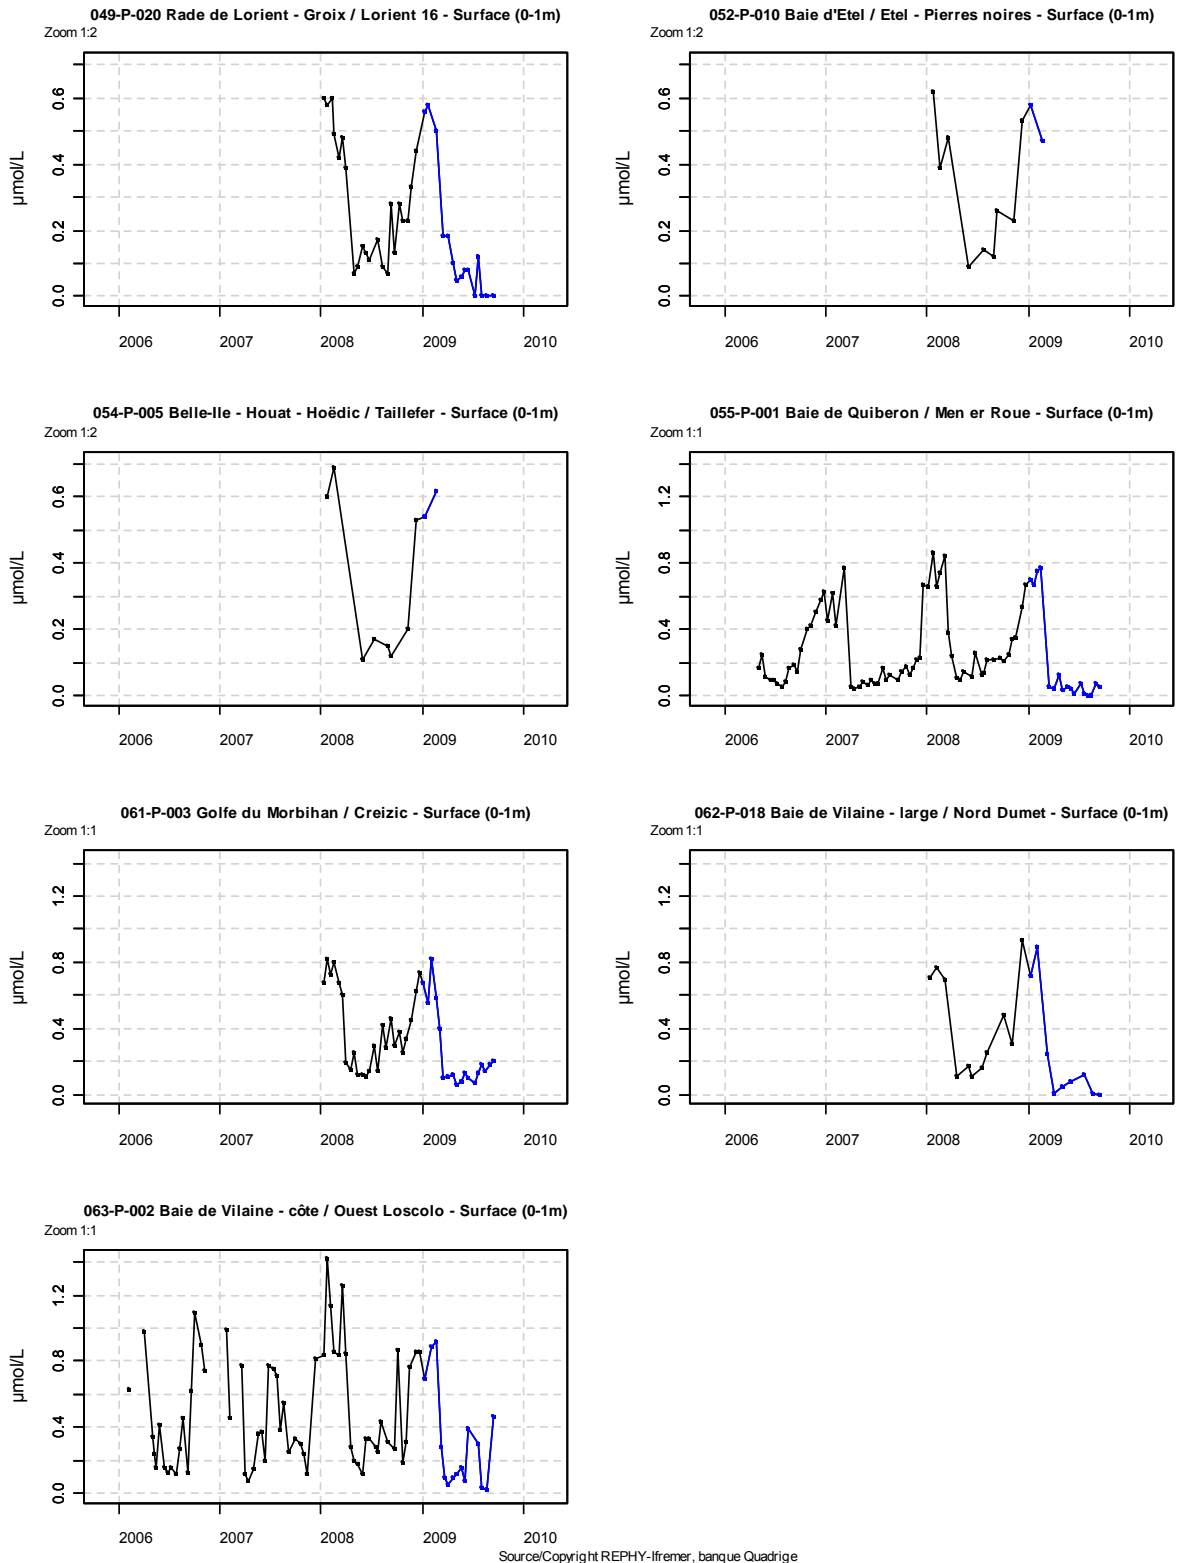 049-P-020 Rade de Lorient - Groix / Lorient 16 - Surface (0-1m)
Zoom 1:2
µmol/L
0.6
0.4
0.2
0.0
2006 2007 2008 2009 2010
052-P-010 Baie d'Etel / Etel - Pierres noires - Surface (0-1m)
Zoom 1:2
µmol/L
0.6
0.4
0.2
0.0
2006 2007 2008 2009 2010
054-P-005 Belle-Ile - Houat - Hoëdic / Taillefer - Surface (0-1m)
Zoom 1:2
µmol/L
0.6
0.4
0.2
0.0
2006 2007 2008 2009 2010
055-P-001 Baie de Quiberon / Men er Roue - Surface (0-1m)
Zoom 1:1
µmol/L
1.2
0.8
0.4
0.0
2006 2007 2008 2009 2010
061-P-003 Golfe du Morbihan / Creizic - Surface (0-1m)
Zoom 1:1
µmol/L
1.2
0.8
0.4
0.0
2006 2007 2008 2009 2010
062-P-018 Baie de Vilaine - large / Nord Dumet - Surface (0-1m)
Zoom 1:1
µmol/L
1.2
0.8
0.4
0.0
2006 2007 2008 2009 2010
063-P-002 Baie de Vilaine - côte / Ouest Loscolo - Surface (0-1m)
Zoom 1:1
µmol/L
1.2
0.8
0.4
0.0
2006 2007 2008 2009 2010
Source/Copyright REPHY-Ifremer, banque Quadrige